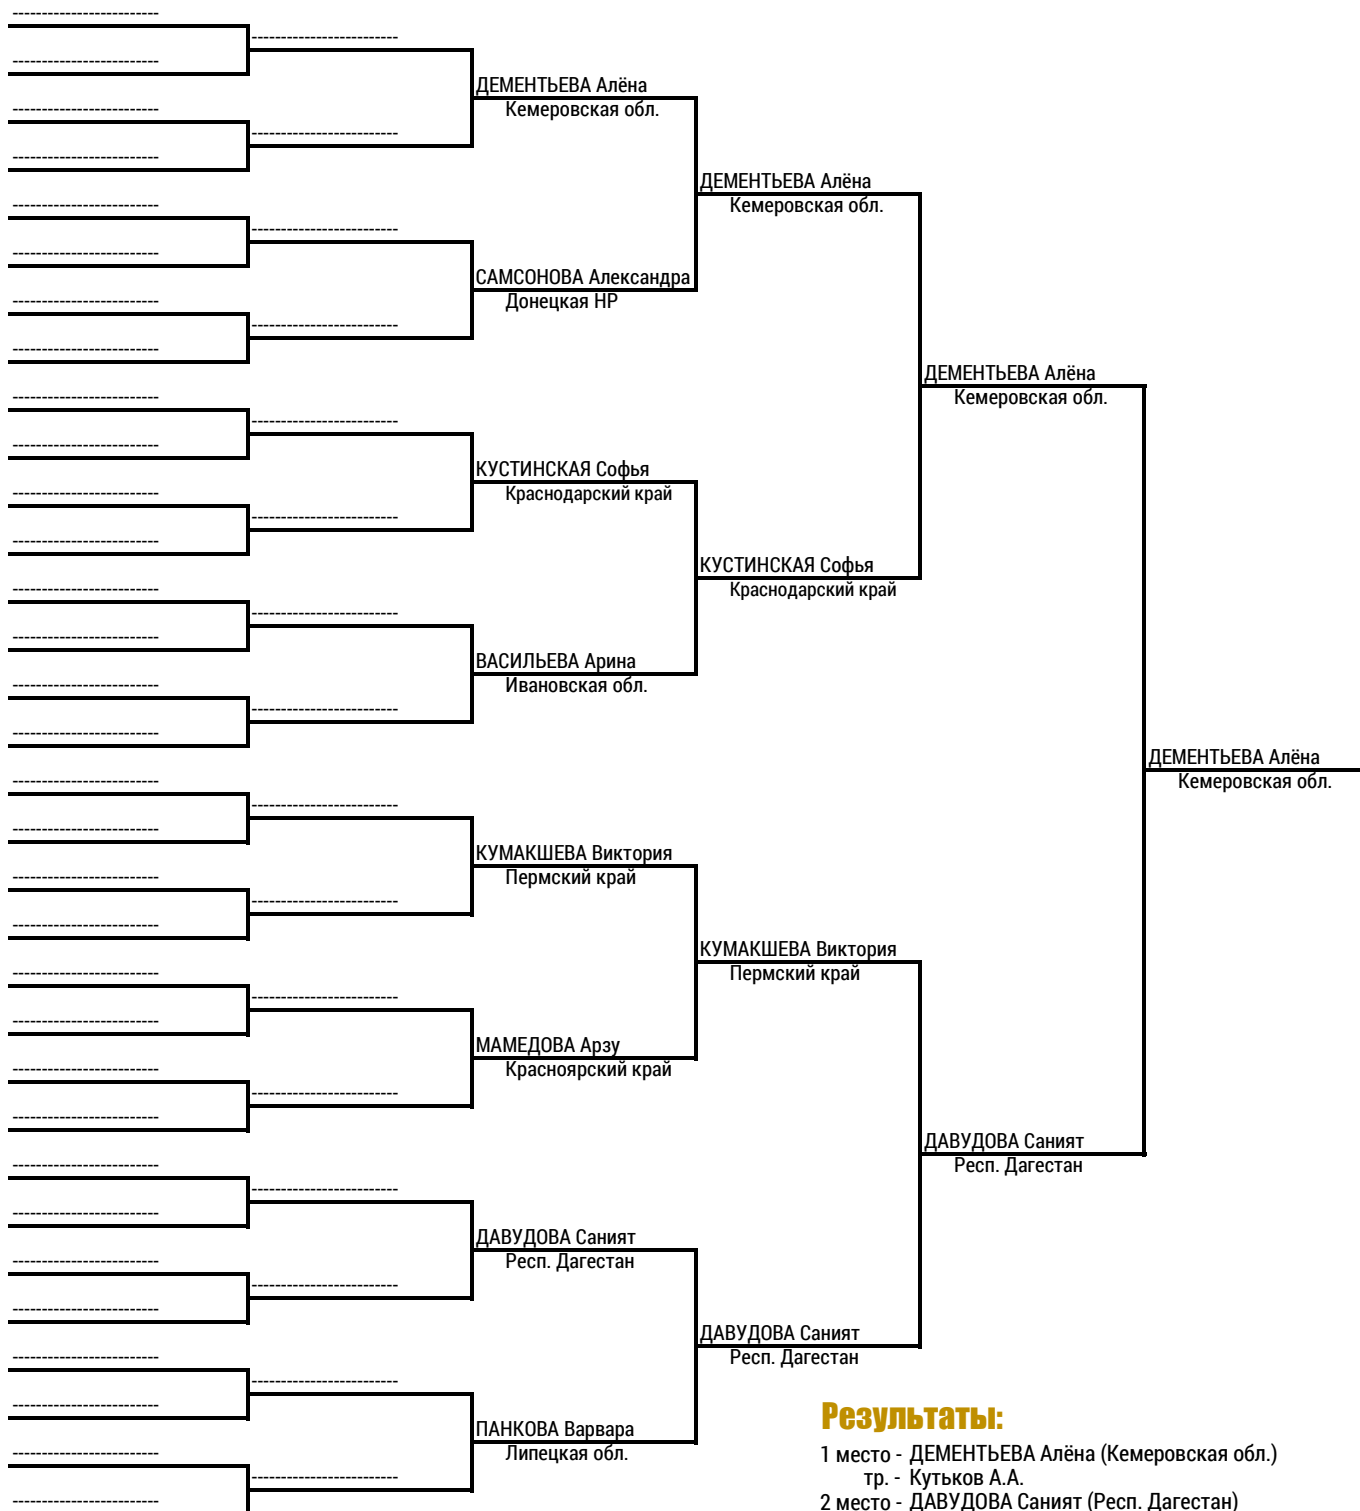 ДЕМЕНТЬЕВА Алёна
Кемеровская обл.
ДЕМЕНТЬЕВА Алёна
Кемеровская обл.
САМСОНОВА Александра
Донецкая НР
ДЕМЕНТЬЕВА Алёна
Кемеровская обл.
КУСТИНСКАЯ Софья
Краснодарский край
КУСТИНСКАЯ Софья
Краснодарский край
ВАСИЛЬЕВА Арина
Ивановская обл.
ДЕМЕНТЬЕВА Алёна
Кемеровская обл.
КУМАКШЕВА Виктория
Пермский край
КУМАКШЕВА Виктория
Пермский край
МАМЕДОВА Арзу
Красноярский край
ДАВУДОВА Саният
Респ. Дагестан
ДАВУДОВА Саният
Респ. Дагестан
ДАВУДОВА Саният
Респ. Дагестан
ПАНКОВА Варвара
Липецкая обл.
Результаты:
1 место - ДЕМЕНТЬЕВА Алёна (Кемеровская обл.)
тр. - Кутьков А.А.
2 место - ДАВУДОВА Саният (Респ. Дагестан)